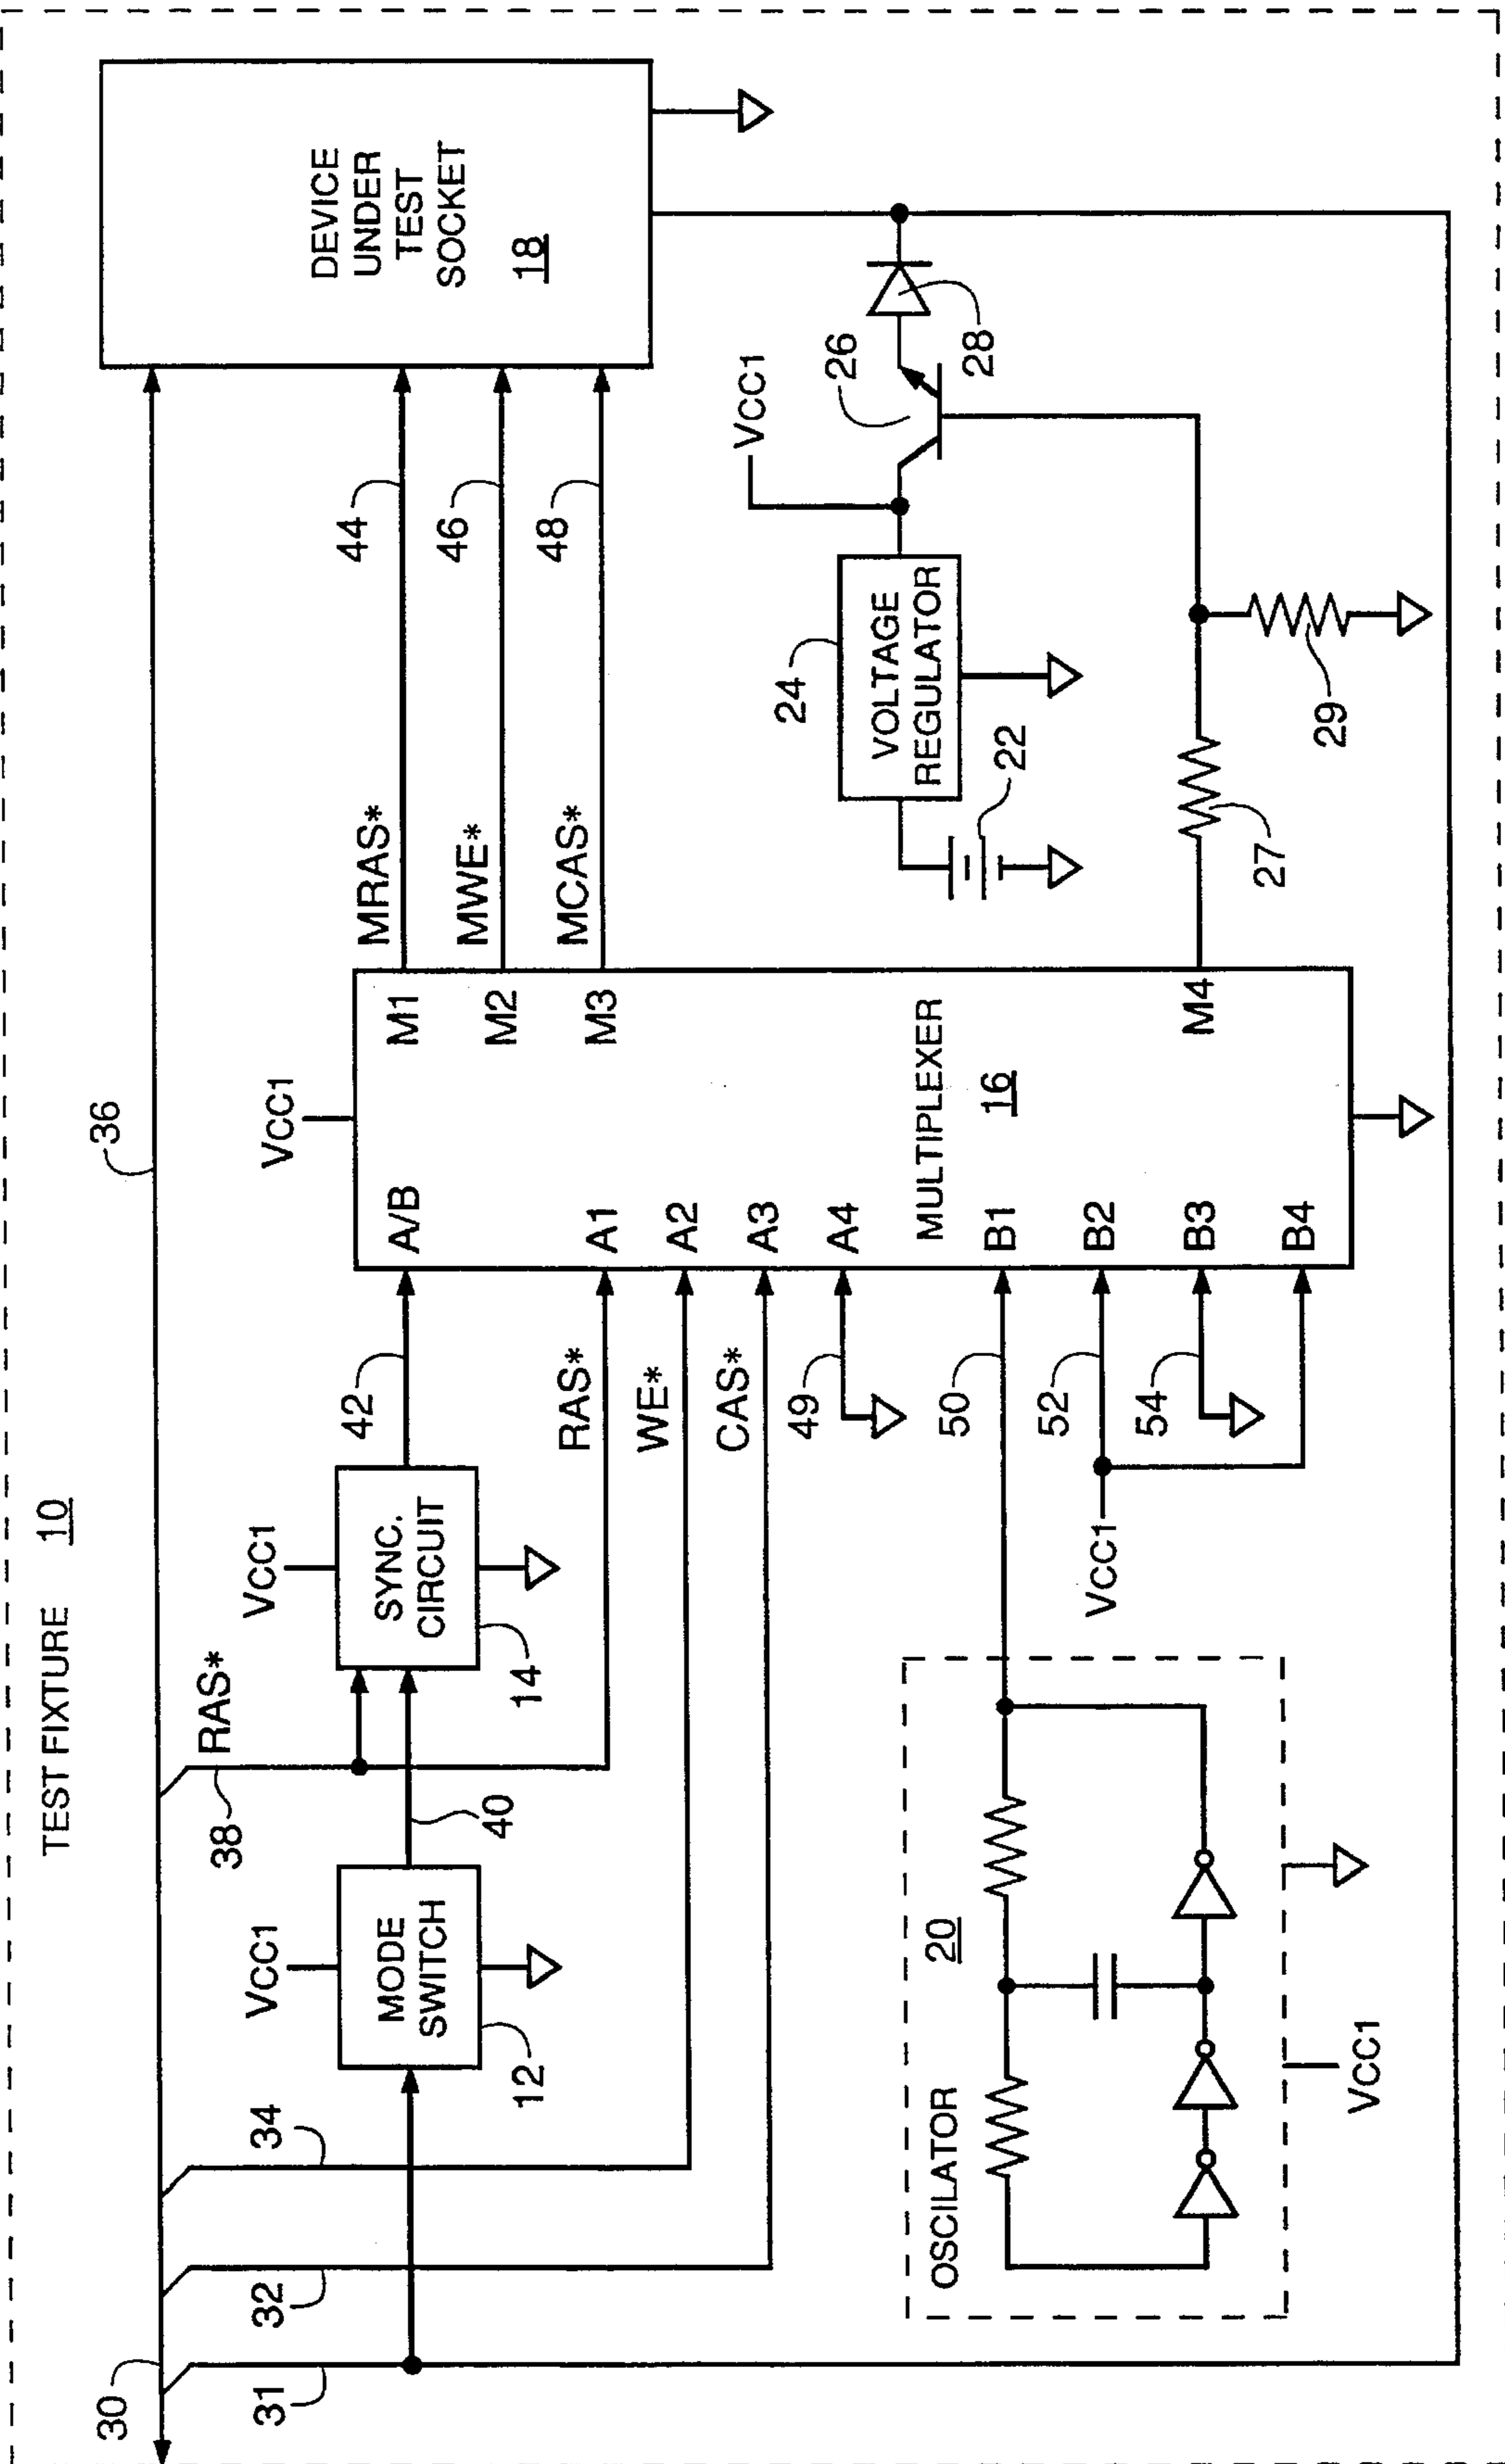 TEST FIXTURE 10
30
31
32
34
36
RAS*
38
VCC1
MODE
SWITCH
12
40
VCC1
SYNC.
CIRCUIT
14
42
RAS*
WE*
CAS*
49
50
52
54
VCC1
OSCILATOR 20
VCC1
VCC1
A/B
A1
A2
A3
A4
B1
B2
B3
B4
MULTIPLEXER
16
M1
M2
M3
M4
MRAS*
MWE*
MCAS*
44
46
48
DEVICE
UNDER
TEST
SOCKET
18
22
24
VOLTAGE
REGULATOR
VCC1
26
28
27
29